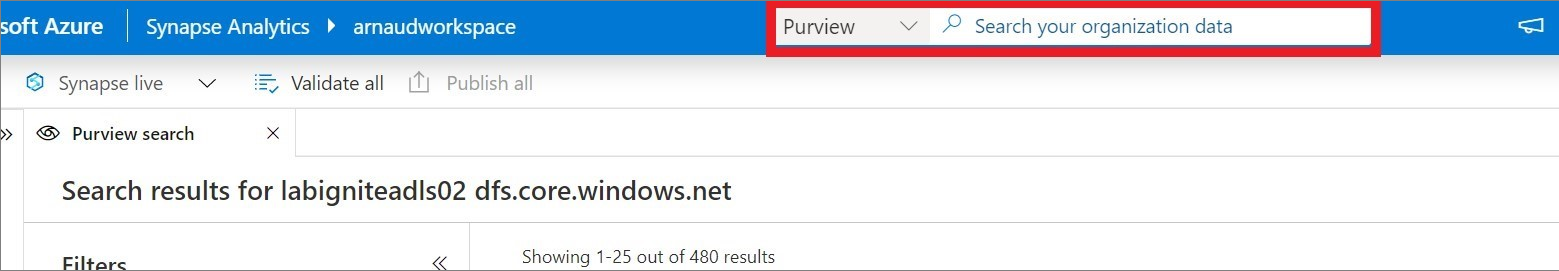 soft Azure Synapse Analytics arnaudworkspace Purview Search your organization data
Synapse live Validate all Publish all
» Purview search ×
Search results for labigniteadls02 dfs.core.windows.net
Filters « Showing 1-25 out of 480 results